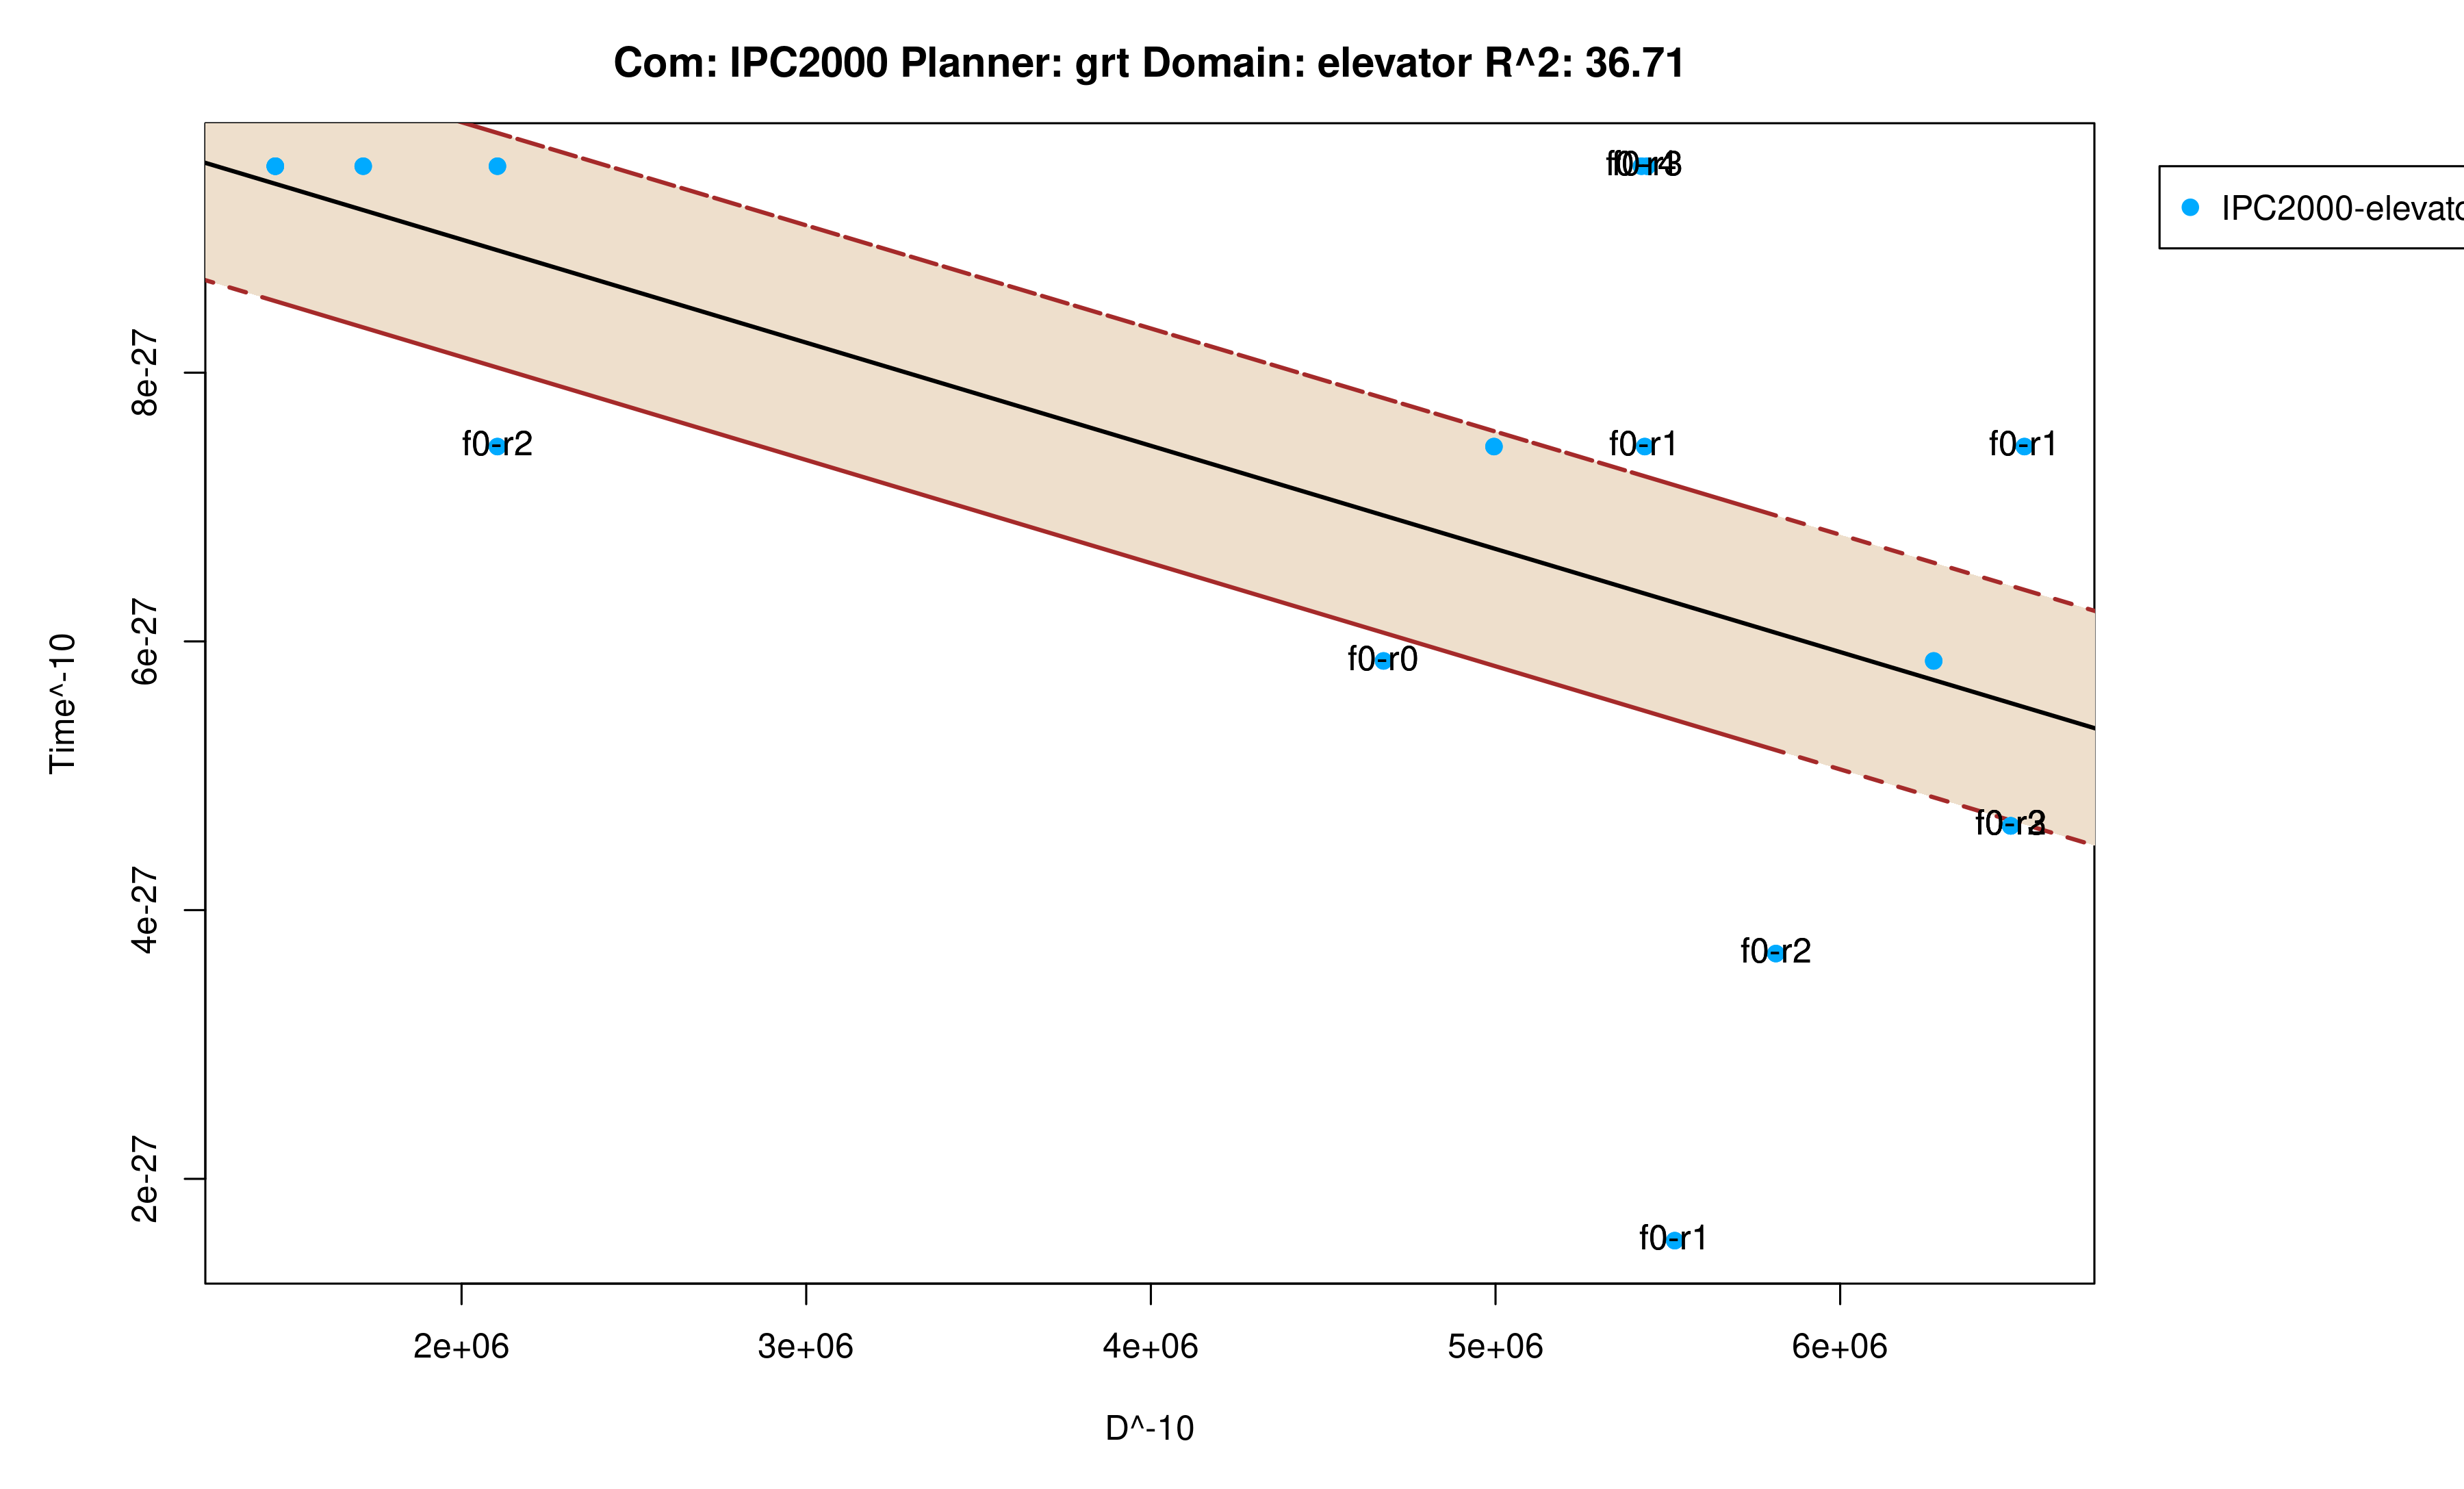 Com: IPC2000 Planner: grt Domain: elevator R^2: 36.71
IPC2000-elevato
f0-r3
8e-27
f0-r2
f0-r1
f0-r1
6e-27
Time^-10
f0-r0
4e-27
f0-r2
2e-27
f0-r1
2e+06
3e+06
4e+06
5e+06
6e+06
D^-10